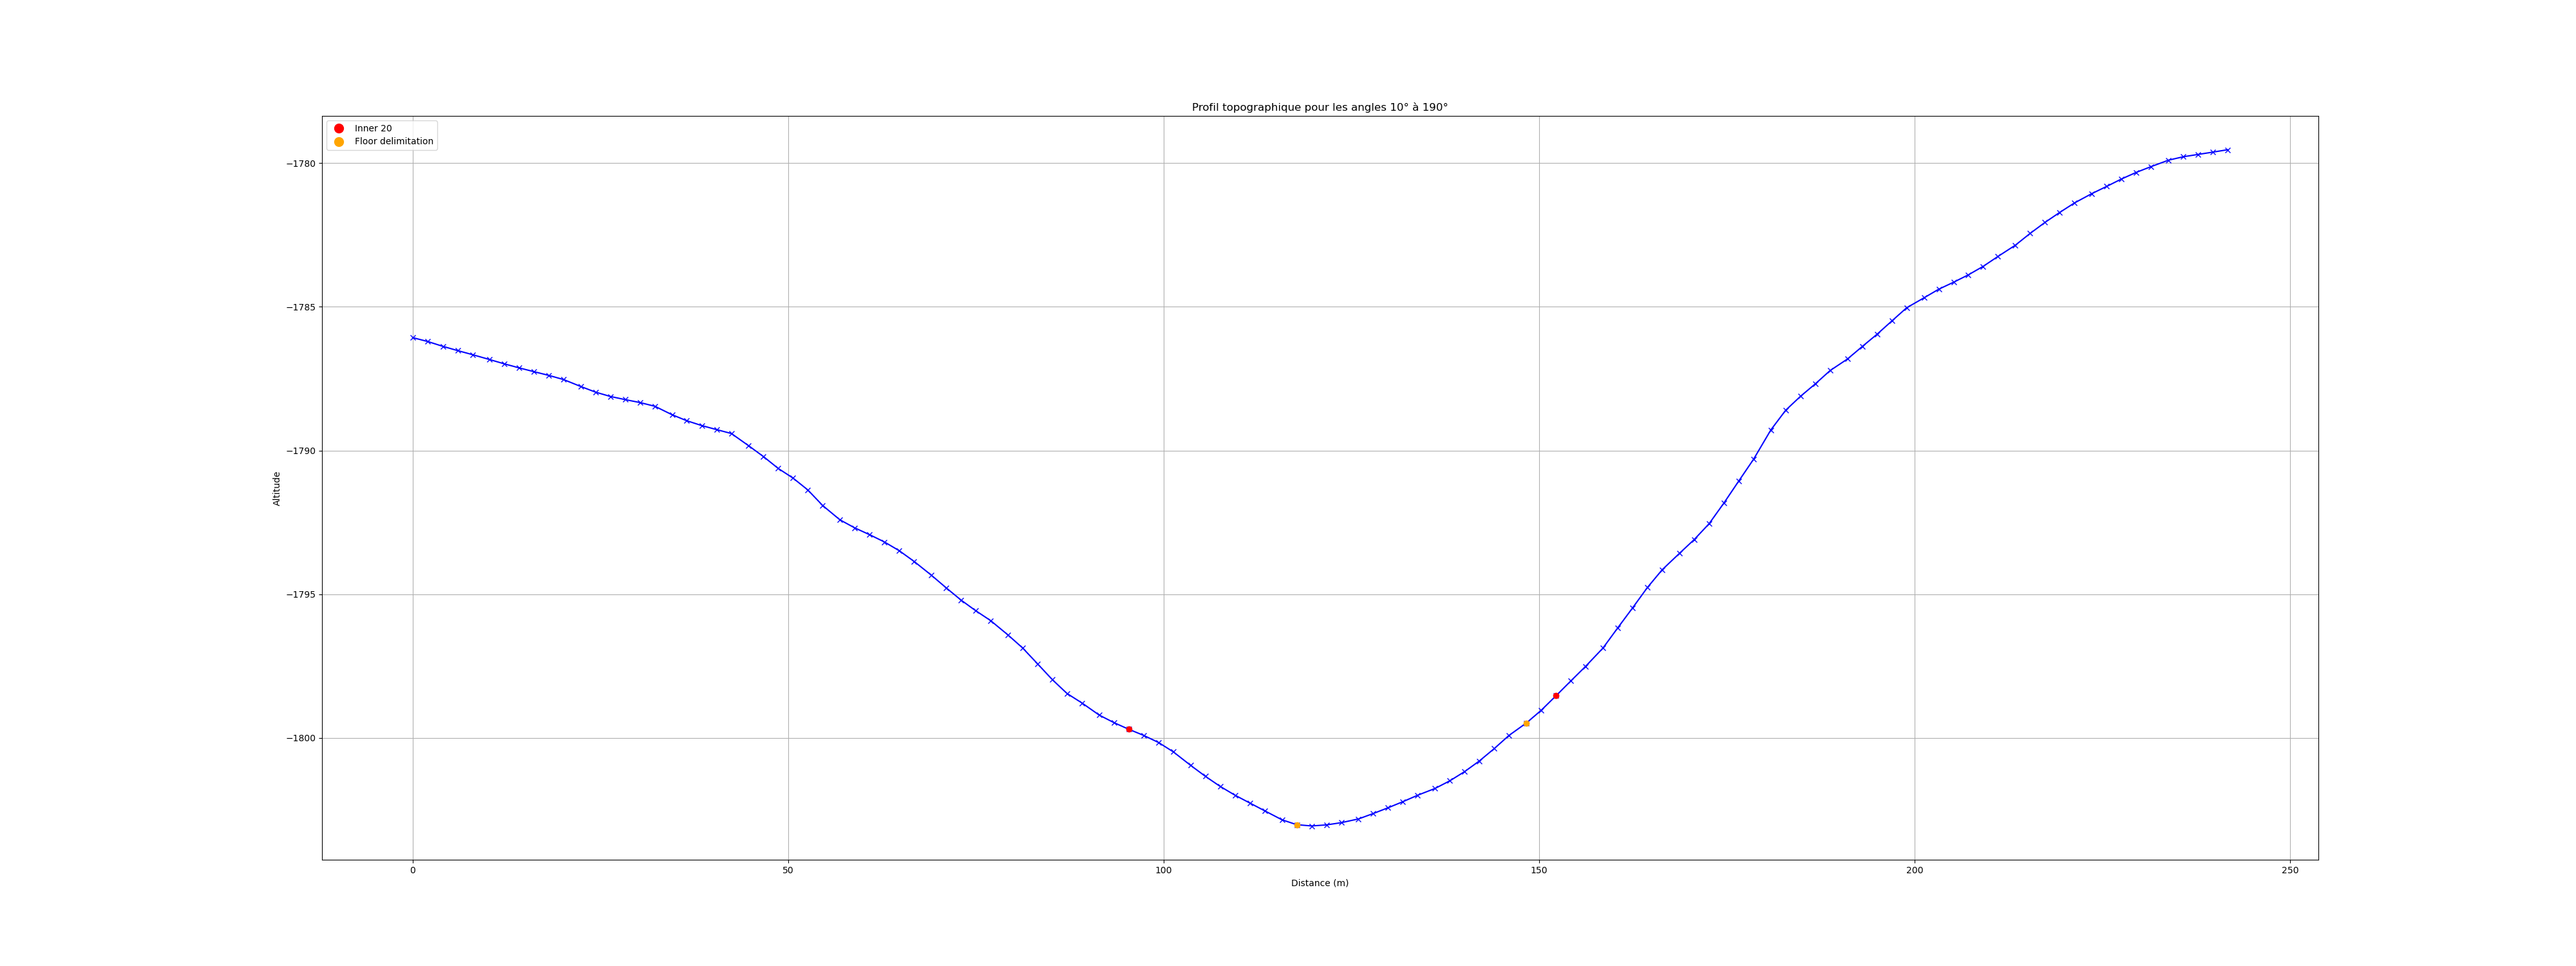 Profil topographique pour les angles 10° à 190°
Inner 20
Floor delimitation
−1780
−1785
−1790
−1795
−1800
Altitude
0
50
100
150
200
250
Distance (m)